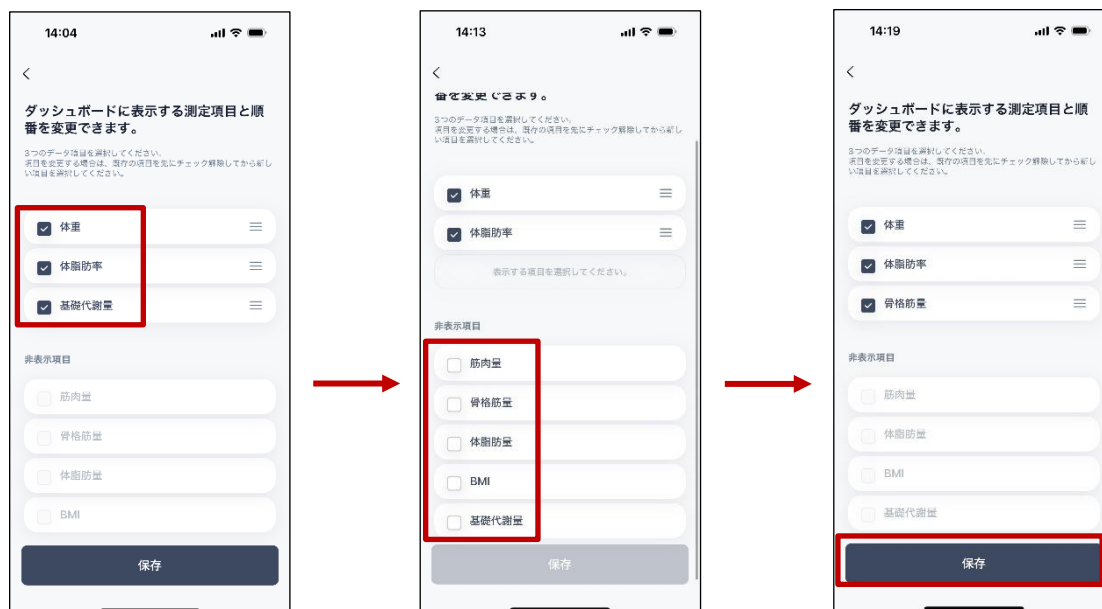 14:04
ダッシュボードに表示する測定項目と順
番を変更できます。
3つのデータ項目を選択してください。
項目を変更する場合は、既存の項目を先にチェック解除してから新し
い項目を選択してください。
体重
体脂肪率
基礎代謝量
非表示項目
筋肉量
骨格筋量
体脂肪量
BMI
保存
14:13
番を変更できます。
3つのデータ項目を選択してください。
項目を変更する場合は、既存の項目を先にチェック解除してから新し
い項目を選択してください。
体重
体脂肪率
表示する項目を選択してください。
非表示項目
筋肉量
骨格筋量
体脂肪量
BMI
基礎代謝量
保存
14:19
ダッシュボードに表示する測定項目と順
番を変更できます。
3つのデータ項目を選択してください。
項目を変更する場合は、既存の項目を先にチェック解除してから新し
い項目を選択してください。
体重
体脂肪率
骨格筋量
非表示項目
筋肉量
体脂肪量
BMI
基礎代謝量
保存